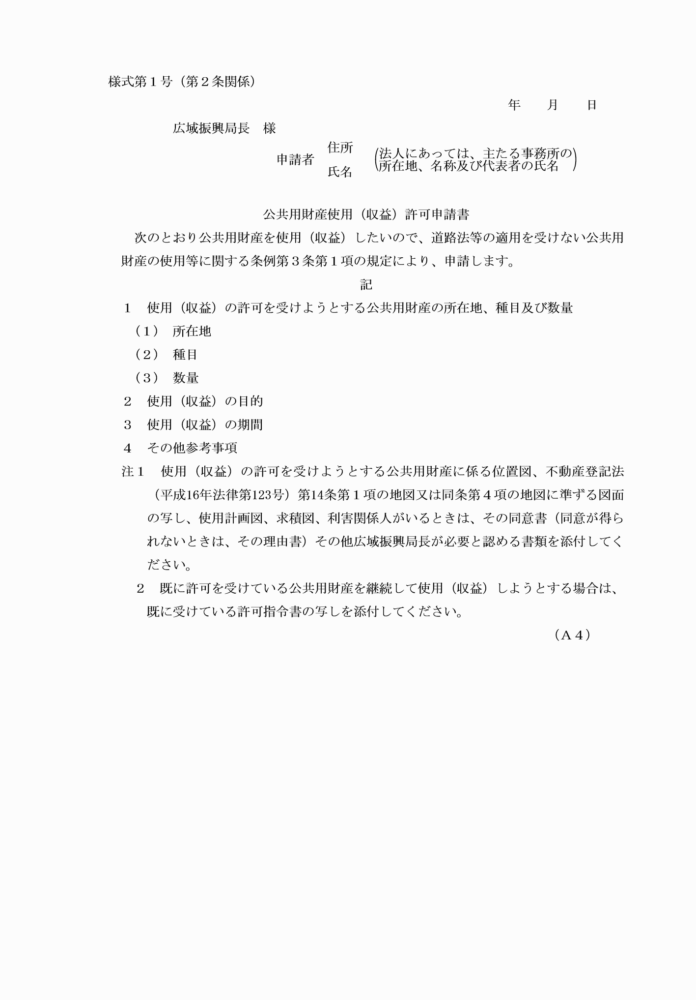 様式第１号（第２条関係）
年　　月　　日
広域振興局長　様
住所
申請者
氏名
（法人にあっては、主たる事務所の
所在地、名称及び代表者の氏名　）
公共用財産使用（収益）許可申請書
次のとおり公共用財産を使用（収益）したいので、道路法等の適用を受けない公共用
財産の使用等に関する条例第３条第１項の規定により、申請します。
記
１　使用（収益）の許可を受けようとする公共用財産の所在地、種目及び数量
（１）　所在地
（２）　種目
（３）　数量
２　使用（収益）の目的
３　使用（収益）の期間
４　その他参考事項
注１　使用（収益）の許可を受けようとする公共用財産に係る位置図、不動産登記法
（平成16年法律第123号）第14条第１項の地図又は同条第４項の地図に準ずる図面
の写し、使用計画図、求積図、利害関係人がいるときは、その同意書（同意が得ら
れないときは、その理由書）その他広域振興局長が必要と認める書類を添付してく
ださい。
２　既に許可を受けている公共用財産を継続して使用（収益）しようとする場合は、
既に受けている許可指令書の写しを添付してください。
（Ａ４）